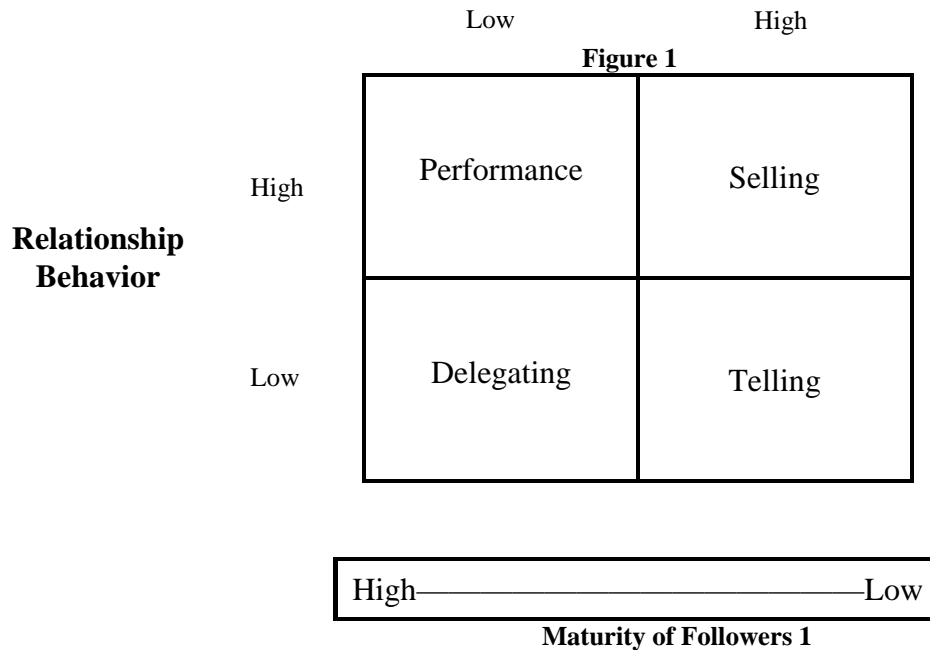 Low High
Figure 1
Performance Selling
High
Relationship
Behavior
Low Delegating Telling
High Low
Maturity of Followers 1